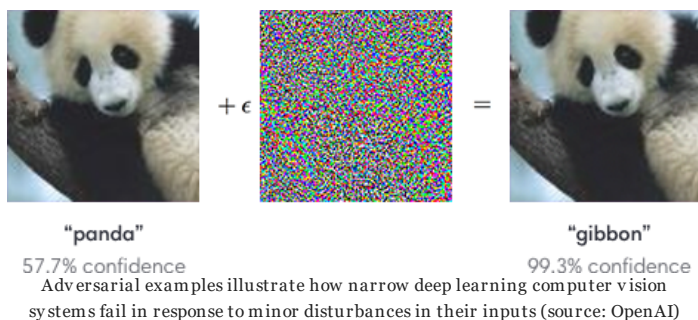 + ϵ
=
“panda”
“gibbon”
57.7% confidence
99.3% confidence
Adversarial examples illustrate how narrow deep learning computer vision
systems fail in response to minor disturbances in their inputs (source: OpenAI)